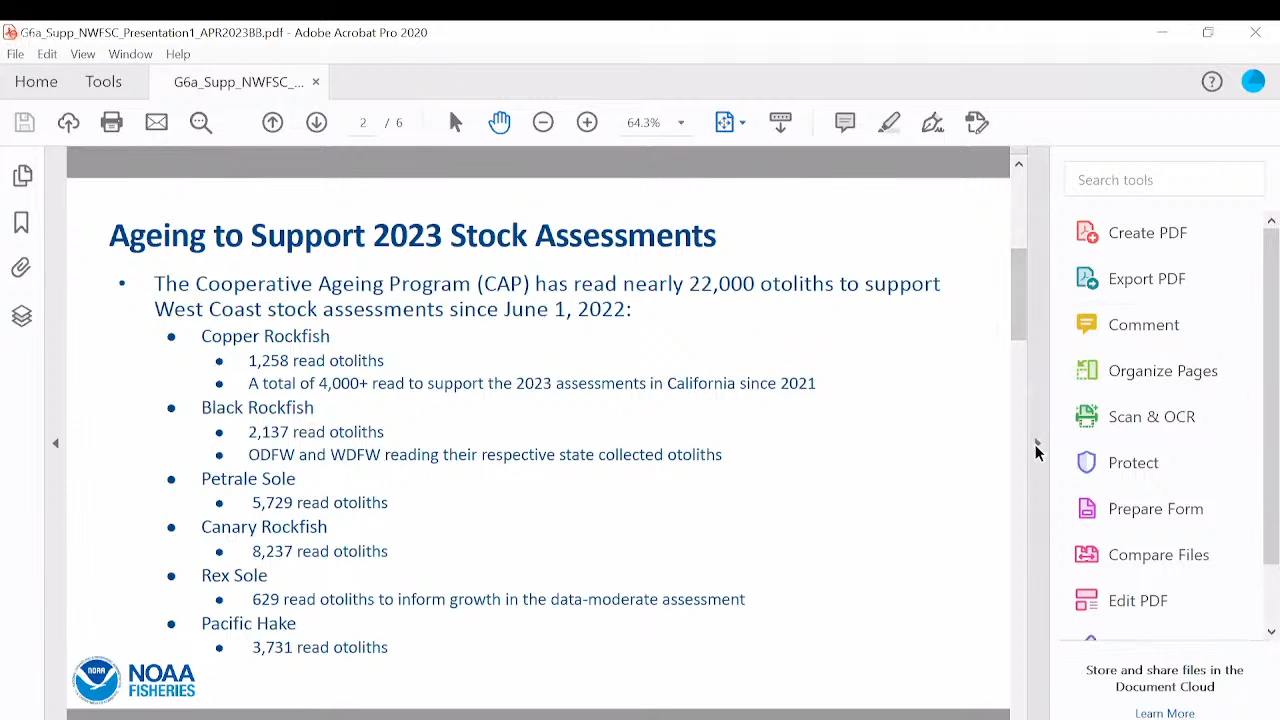 G6a_Supp_NWFSC_Presentation1_APR2023BB.pdf - Adobe Acrobat Pro 2020
File Edit View Window Help
Home Tools G6a_Supp_NWFSC_... ×
2 / 6 64.3%
Search tools
Ageing to Support 2023 Stock Assessments
• The Cooperative Ageing Program (CAP) has read nearly 22,000 otoliths to support
West Coast stock assessments since June 1, 2022:
• Copper Rockfish
• 1,258 read otoliths
• A total of 4,000+ read to support the 2023 assessments in California since 2021
• Black Rockfish
• 2,137 read otoliths
• ODFW and WDFW reading their respective state collected otoliths
• Petrale Sole
• 5,729 read otoliths
• Canary Rockfish
• 8,237 read otoliths
• Rex Sole
• 629 read otoliths to inform growth in the data-moderate assessment
• Pacific Hake
• 3,731 read otoliths
NOAA
NOAA
FISHERIES
Create PDF
Export PDF
Comment
Organize Pages
Scan & OCR
Protect
Prepare Form
Compare Files
Edit PDF
Store and share files in the
Document Cloud
Learn More